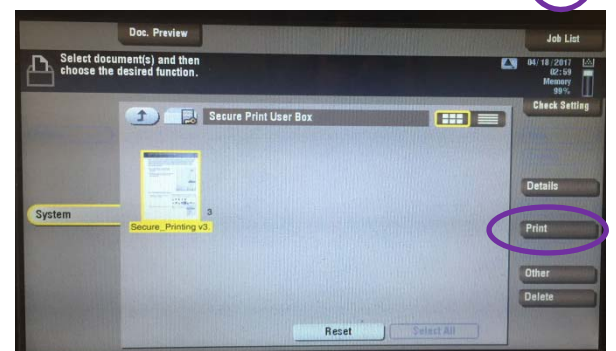 Doc. Preview
Job List
Select document(s) and then
choose the desired function.
04/18/2017
02:59
Memory
99%
Check Setting
Secure Print User Box
System
3
Secure_Printing v3.
Details
Print
Other
Delete
Reset
Select All